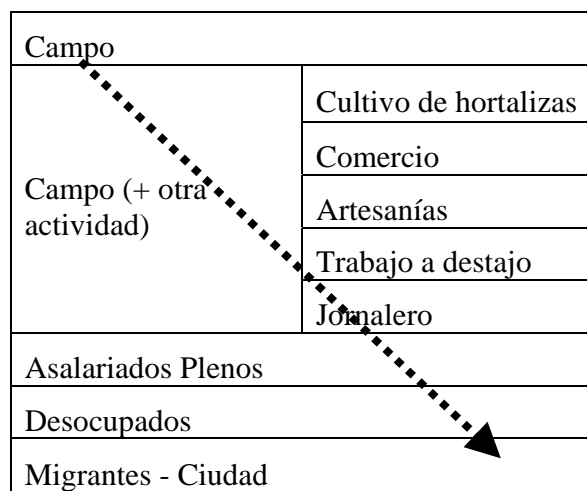 Campo
Campo (+ otra
actividad)
Cultivo de hortalizas
Comercio
Artesanías
Trabajo a destajo
Jornalero
Asalariados Plenos
Desocupados
Migrantes - Ciudad